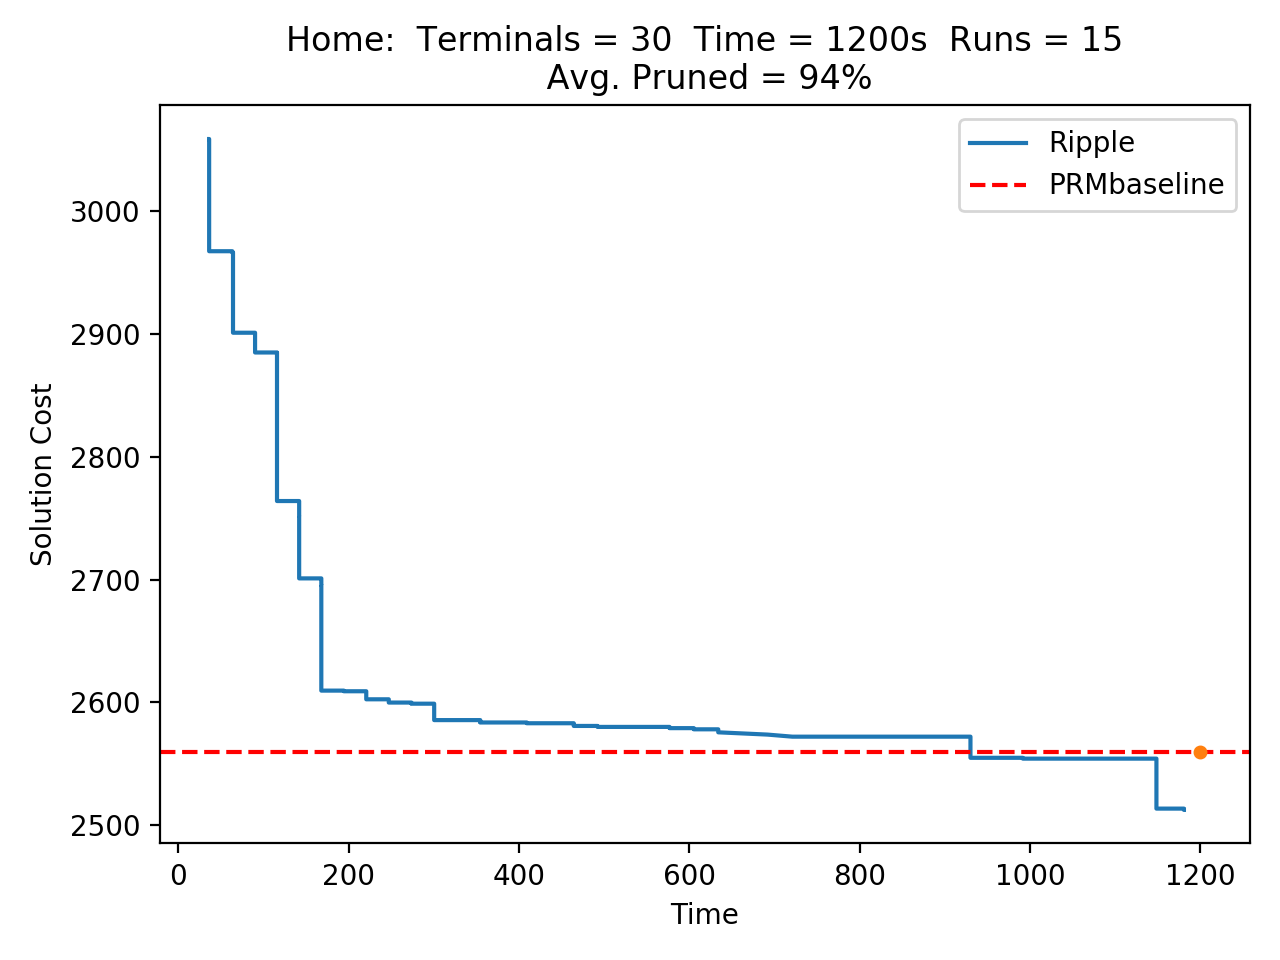 Home:  Terminals = 30  Time = 1200s  Runs = 15
Avg. Pruned = 94%
Ripple
PRMbaseline
3000
2900
2800
2700
2600
2500
Solution Cost
0 200 400 600 800 1000 1200
Time